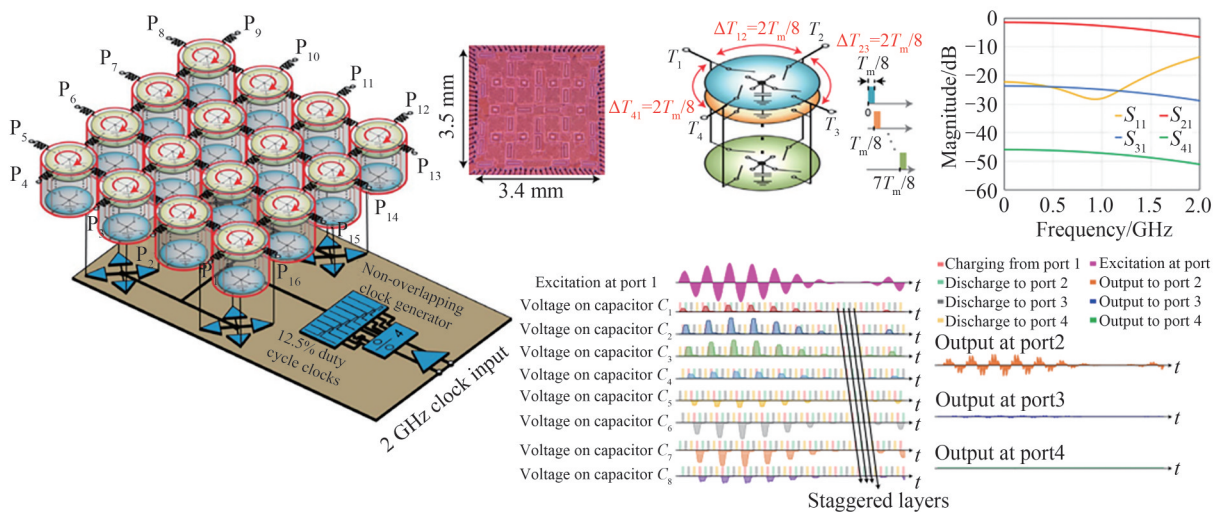 P₈
P₉
P₇
P₁₀
P₆
P₁₁
P₅
P₁₂
P₄
P₁₃
P₁₄
P₁₅
P₂
P₁₆
Non-overlapping
clock generator
4
12.5% duty
cycle clocks
2 GHz clock input
3.5 mm
3.4 mm
ΔT₁₂=2Tₘ/8
T₁
T₂
ΔT₂₃=2Tₘ/8
ΔT₄₁=2Tₘ/8
T₄
T₃
Tₘ/8
0
Tₘ/8
7Tₘ/8
Magnitude/dB
0
−10
−20
−30
−40
−50
−60
S₁₁
S₂₁
S₃₁
S₄₁
0
0.5
1.0
1.5
2.0
Frequency/GHz
Excitation at port 1
t
Voltage on capacitor C₁
t
Voltage on capacitor C₂
t
Voltage on capacitor C₃
t
Voltage on capacitor C₄
t
Voltage on capacitor C₅
t
Voltage on capacitor C₆
t
Voltage on capacitor C₇
t
Voltage on capacitor C₈
t
Staggered layers
Charging from port 1
Excitation at port
Discharge to port 2
Output to port 2
Discharge to port 3
Output to port 3
Discharge to port 4
Output to port 4
Output at port2
t
Output at port3
t
Output at port4
t